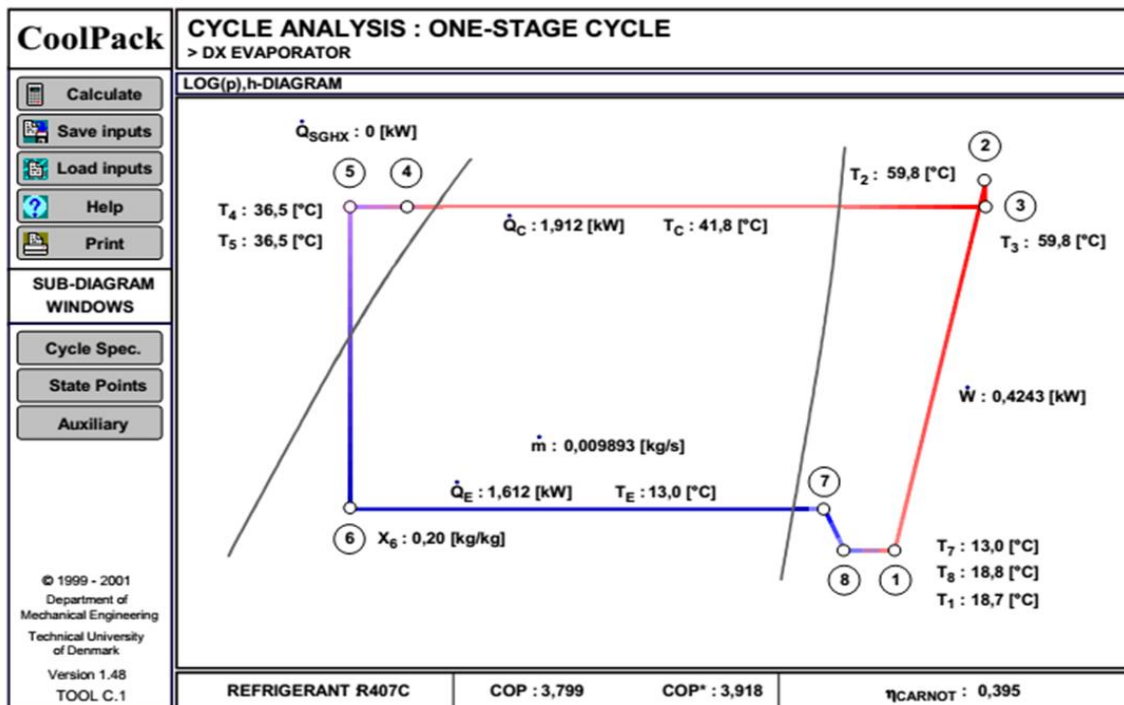 CoolPack
CYCLE ANALYSIS : ONE-STAGE CYCLE
> DX EVAPORATOR
LOG(p),h-DIAGRAM
Calculate
Save inputs
Load inputs
Help
Print
SUB-DIAGRAM
WINDOWS
Cycle Spec.
State Points
Auxiliary
© 1999 - 2001
Department of
Mechanical Engineering
Technical University
of Denmark
Version 1.48
TOOL C.1
Q̇SGHX : 0 [kW]
5
4
2
T2 : 59,8 [°C]
3
T4 : 36,5 [°C]
Q̇C : 1,912 [kW] TC : 41,8 [°C]
T5 : 36,5 [°C]
T3 : 59,8 [°C]
Ẇ : 0,4243 [kW]
ṁ : 0,009893 [kg/s]
Q̇E : 1,612 [kW] TE : 13,0 [°C]
7
6
X6 : 0,20 [kg/kg]
8
1
T7 : 13,0 [°C]
T8 : 18,8 [°C]
T1 : 18,7 [°C]
REFRIGERANT : R407C
COP : 3,799
COP* : 3,918
ηCARNOT : 0,395